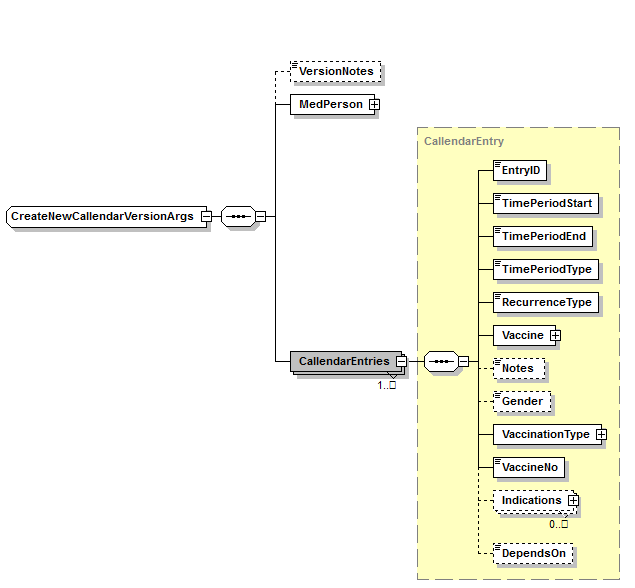 VersionNotes
MedPerson
CallendarEntry
EntryID
TimePeriodStart
CreateNewCallendarVersionArgs
TimePeriodEnd
TimePeriodType
RecurrenceType
Vaccine
CallendarEntries
1..□
Notes
Gender
VaccinationType
VaccineNo
Indications
0..□
DependsOn